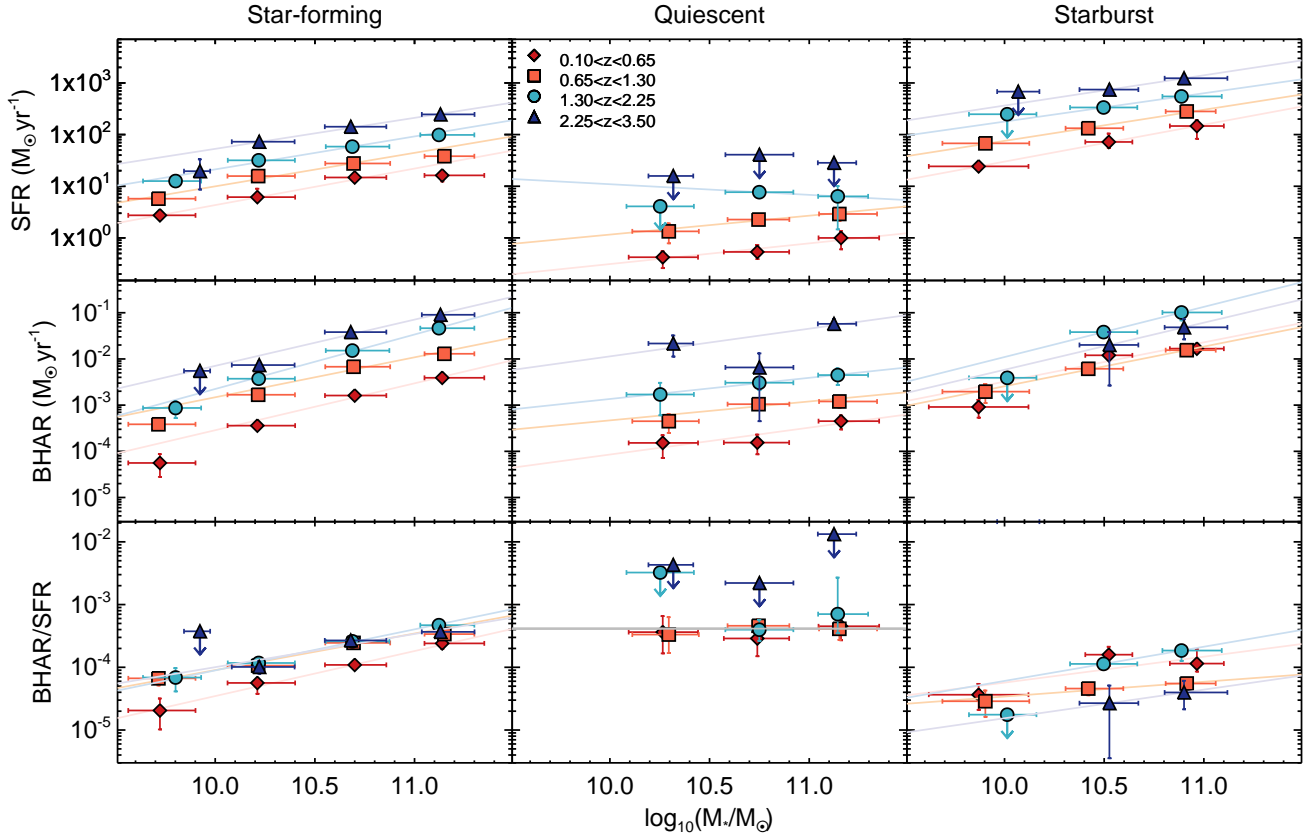 Star-forming Quiescent Starburst
SFR (M☉yr⁻¹)
1x10³
1x10²
1x10¹
1x10⁰
0.10<z<0.65
0.65<z<1.30
1.30<z<2.25
2.25<z<3.50
BHAR (M☉yr⁻¹)
10⁻¹
10⁻²
10⁻³
10⁻⁴
10⁻⁵
BHAR/SFR
10⁻²
10⁻³
10⁻⁴
10⁻⁵
10.0 10.5 11.0 10.0 10.5 11.0 10.0 10.5 11.0
log₁₀(M*/M☉)